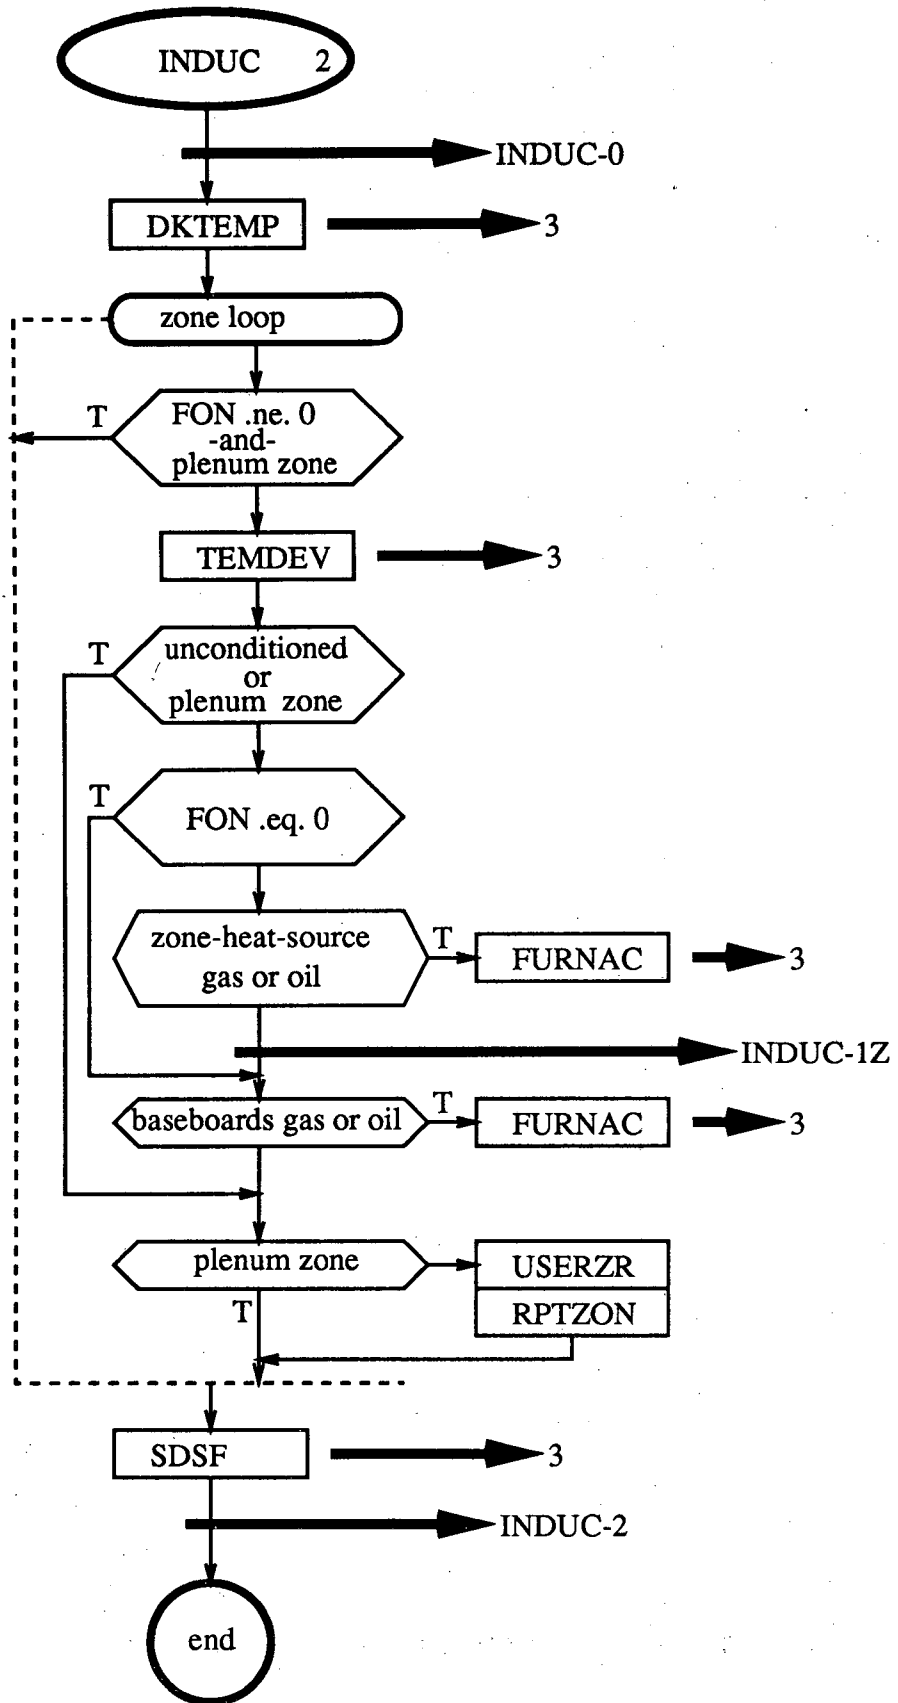 INDUC 2
INDUC-0
DKTEMP
3
zone loop
T
FON .ne. 0
-and-
plenum zone
TEMDEV
3
T
unconditioned
or
plenum zone
T
FON .eq. 0
zone-heat-source
gas or oil
T
FURNAC
3
INDUC-1Z
baseboards gas or oil
T
FURNAC
3
plenum zone
T
USERZR
RPTZON
SDSF
3
INDUC-2
end